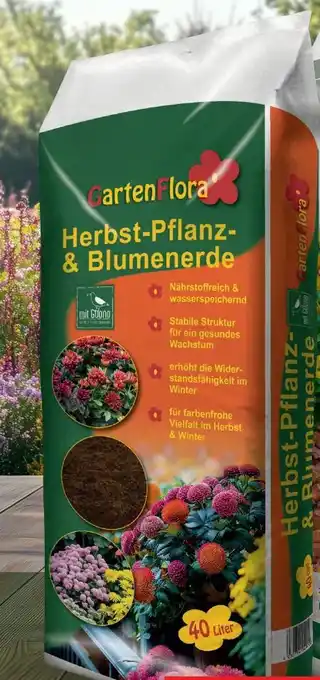 GartenFlora
Herbst-Pflanz-
& Blumenerde
mit Guano
Nährstoffreich &
wasserspeichernd
Stabile Struktur
für ein gesundes
Wachstum
erhöht die Wider-
standsfähigkeit im
Winter
für farbenfrohe
Vielfalt im Herbst
& Winter
40 Liter
GartenFlora
Herbst-Pflanz-
& Blumenerde